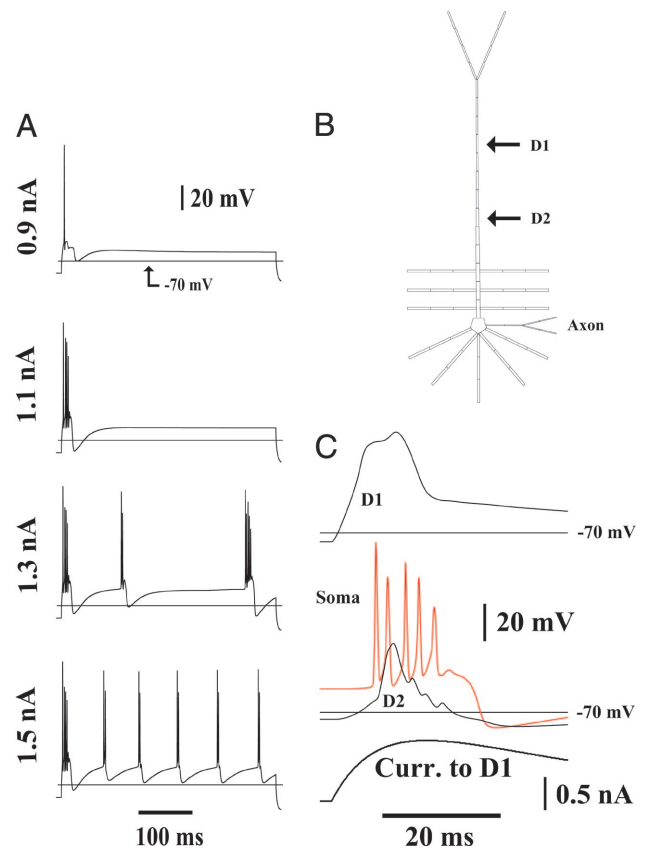 A
0.9 nA
20 mV
-70 mV
1.1 nA
1.3 nA
1.5 nA
100 ms
B
D1
D2
Axon
C
D1
-70 mV
Soma
20 mV
D2
-70 mV
Curr. to D1
0.5 nA
20 ms